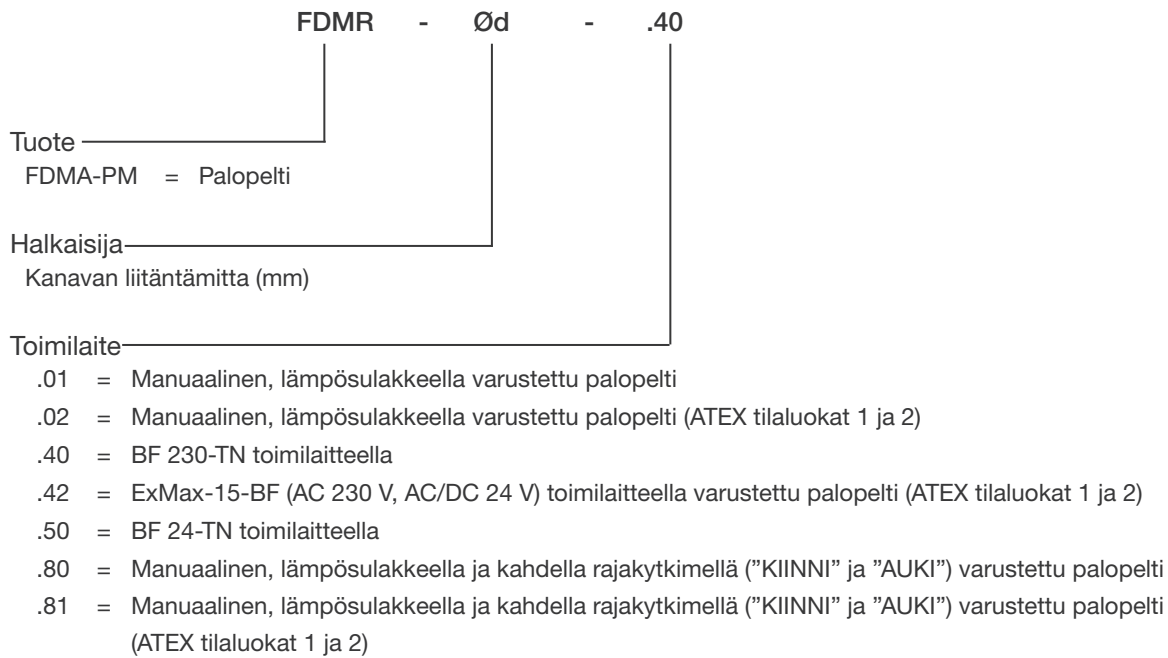 FDMR - Ød - .40
Tuote
FDMA-PM = Palopelti
Halkaisija
Kanavan liitäntämitta (mm)
Toimilaite
.01 = Manuaalinen, lämpösulakkeella varustettu palopelti
.02 = Manuaalinen, lämpösulakkeella varustettu palopelti (ATEX tilaluokat 1 ja 2)
.40 = BF 230-TN toimilaitteella
.42 = ExMax-15-BF (AC 230 V, AC/DC 24 V) toimilaitteella varustettu palopelti (ATEX tilaluokat 1 ja 2)
.50 = BF 24-TN toimilaitteella
.80 = Manuaalinen, lämpösulakkeella ja kahdella rajakytkimellä (”KIINNI” ja ”AUKI”) varustettu palopelti
.81 = Manuaalinen, lämpösulakkeella ja kahdella rajakytkimellä (”KIINNI” ja ”AUKI”) varustettu palopelti
(ATEX tilaluokat 1 ja 2)